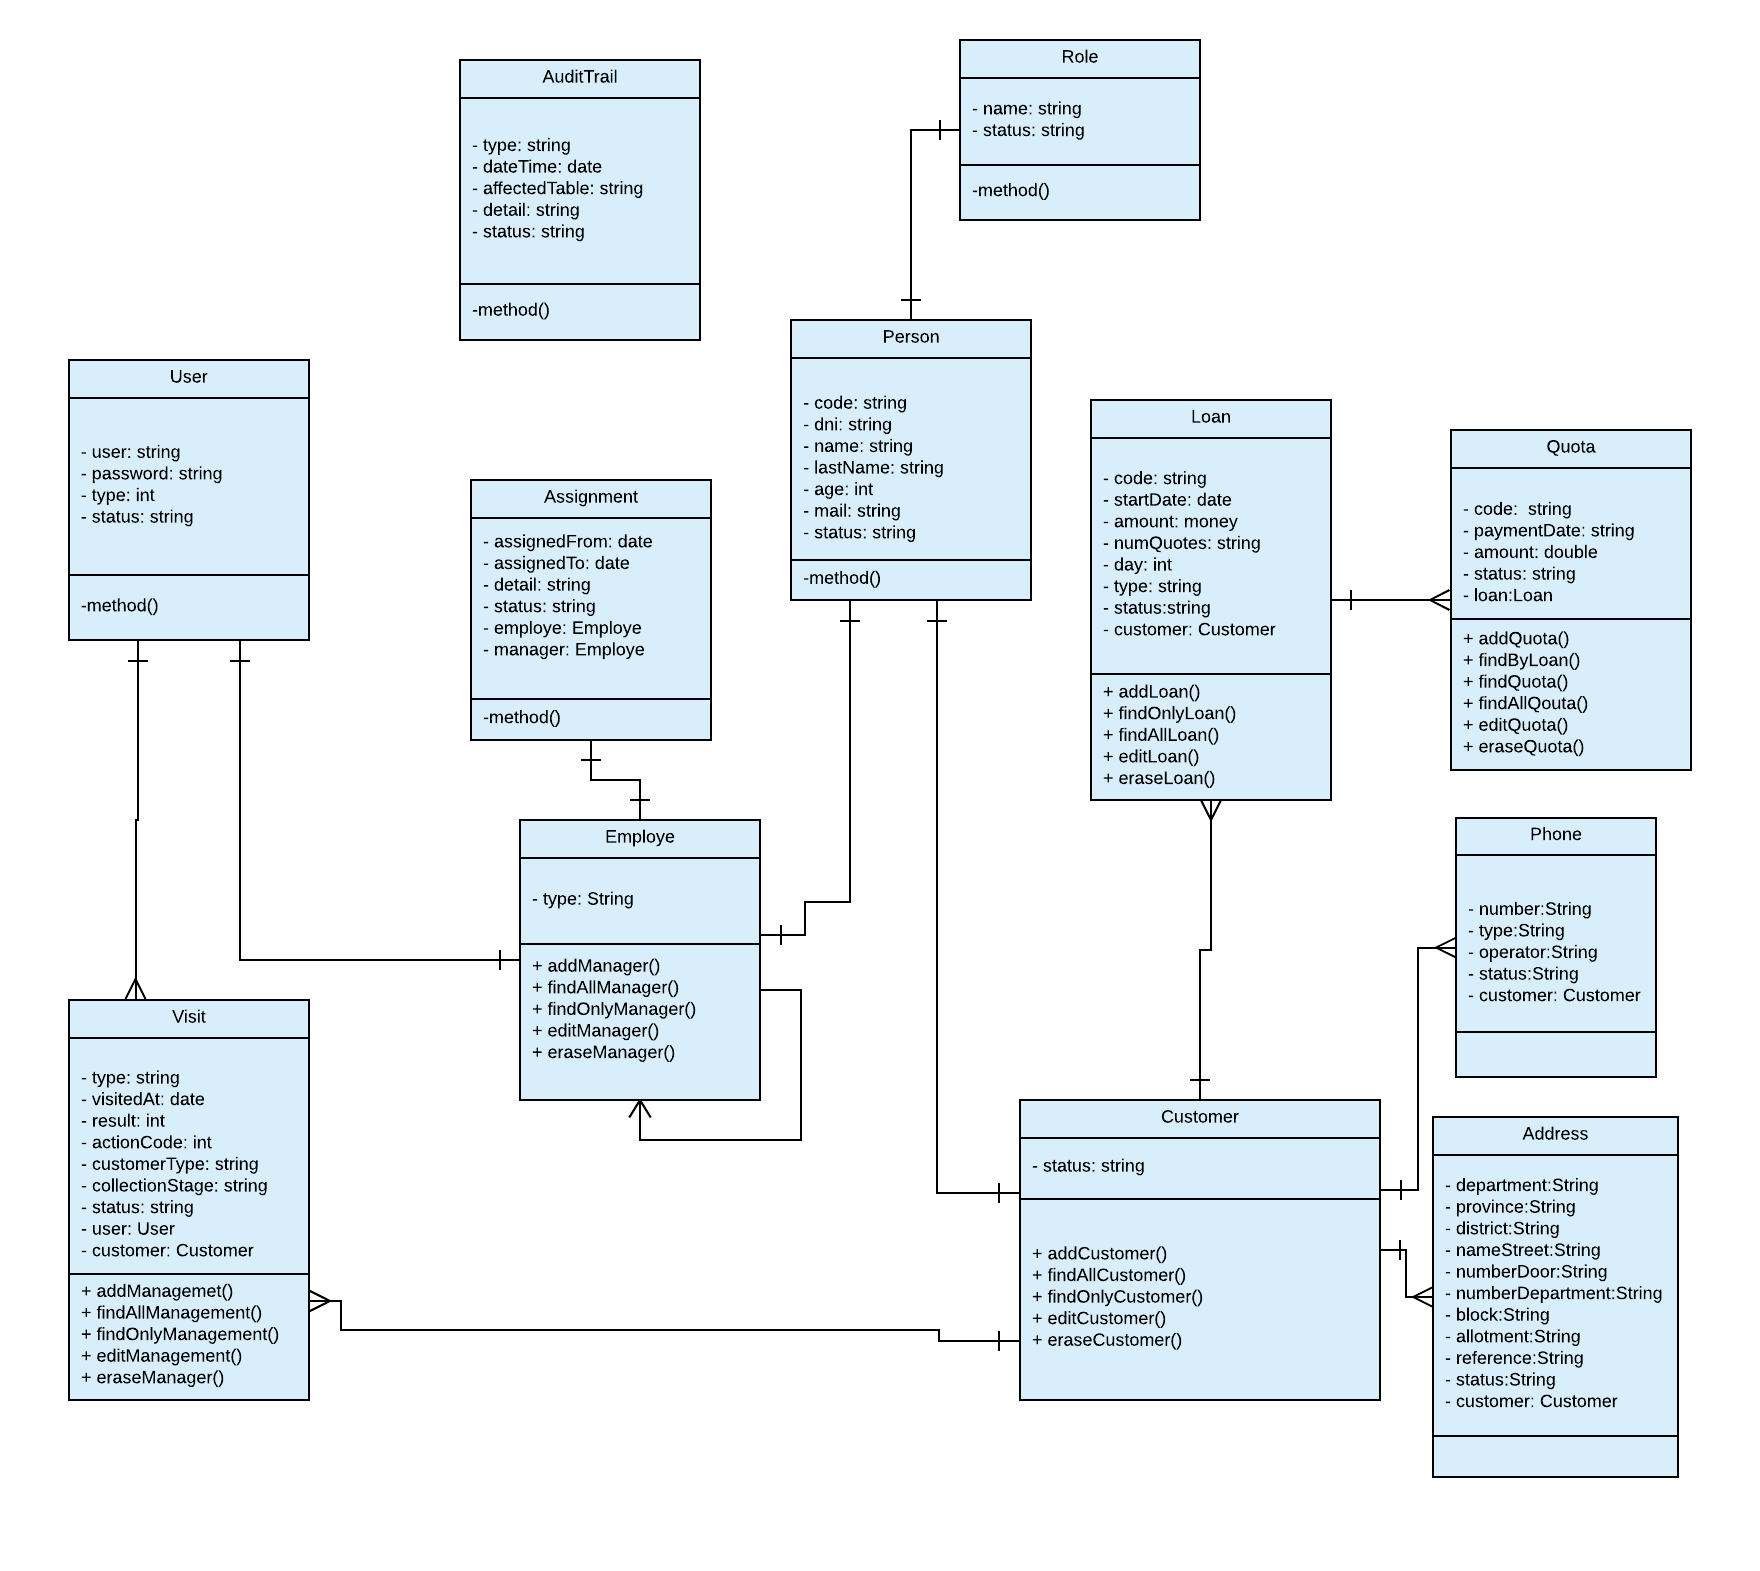 Role
- name: string
- status: string
-method()
AuditTrail
- type: string
- dateTime: date
- affectedTable: string
- detail: string
- status: string
-method()
Person
- code: string
- dni: string
- name: string
- lastName: string
- age: int
- mail: string
- status: string
-method()
User
- user: string
- password: string
- type: int
- status: string
-method()
Assignment
- assignedFrom: date
- assignedTo: date
- detail: string
- status: string
- employe: Employe
- manager: Employe
-method()
Loan
- code: string
- startDate: date
- amount: money
- numQuotes: string
- day: int
- type: string
- status:string
- customer: Customer
+ addLoan()
+ findOnlyLoan()
+ findAllLoan()
+ editLoan()
+ eraseLoan()
Quota
- code:  string
- paymentDate: string
- amount: double
- status: string
- loan:Loan
+ addQuota()
+ findByLoan()
+ findQuota()
+ findAllQouta()
+ editQuota()
+ eraseQuota()
Employe
- type: String
+ addManager()
+ findAllManager()
+ findOnlyManager()
+ editManager()
+ eraseManager()
Phone
- number:String
- type:String
- operator:String
- status:String
- customer: Customer
Visit
- type: string
- visitedAt: date
- result: int
- actionCode: int
- customerType: string
- collectionStage: string
- status: string
- user: User
- customer: Customer
+ addManagemet()
+ findAllManagement()
+ findOnlyManagement()
+ editManagement()
+ eraseManager()
Customer
- status: string
+ addCustomer()
+ findAllCustomer()
+ findOnlyCustomer()
+ editCustomer()
+ eraseCustomer()
Address
- department:String
- province:String
- district:String
- nameStreet:String
- numberDoor:String
- numberDepartment:String
- block:String
- allotment:String
- reference:String
- status:String
- customer: Customer